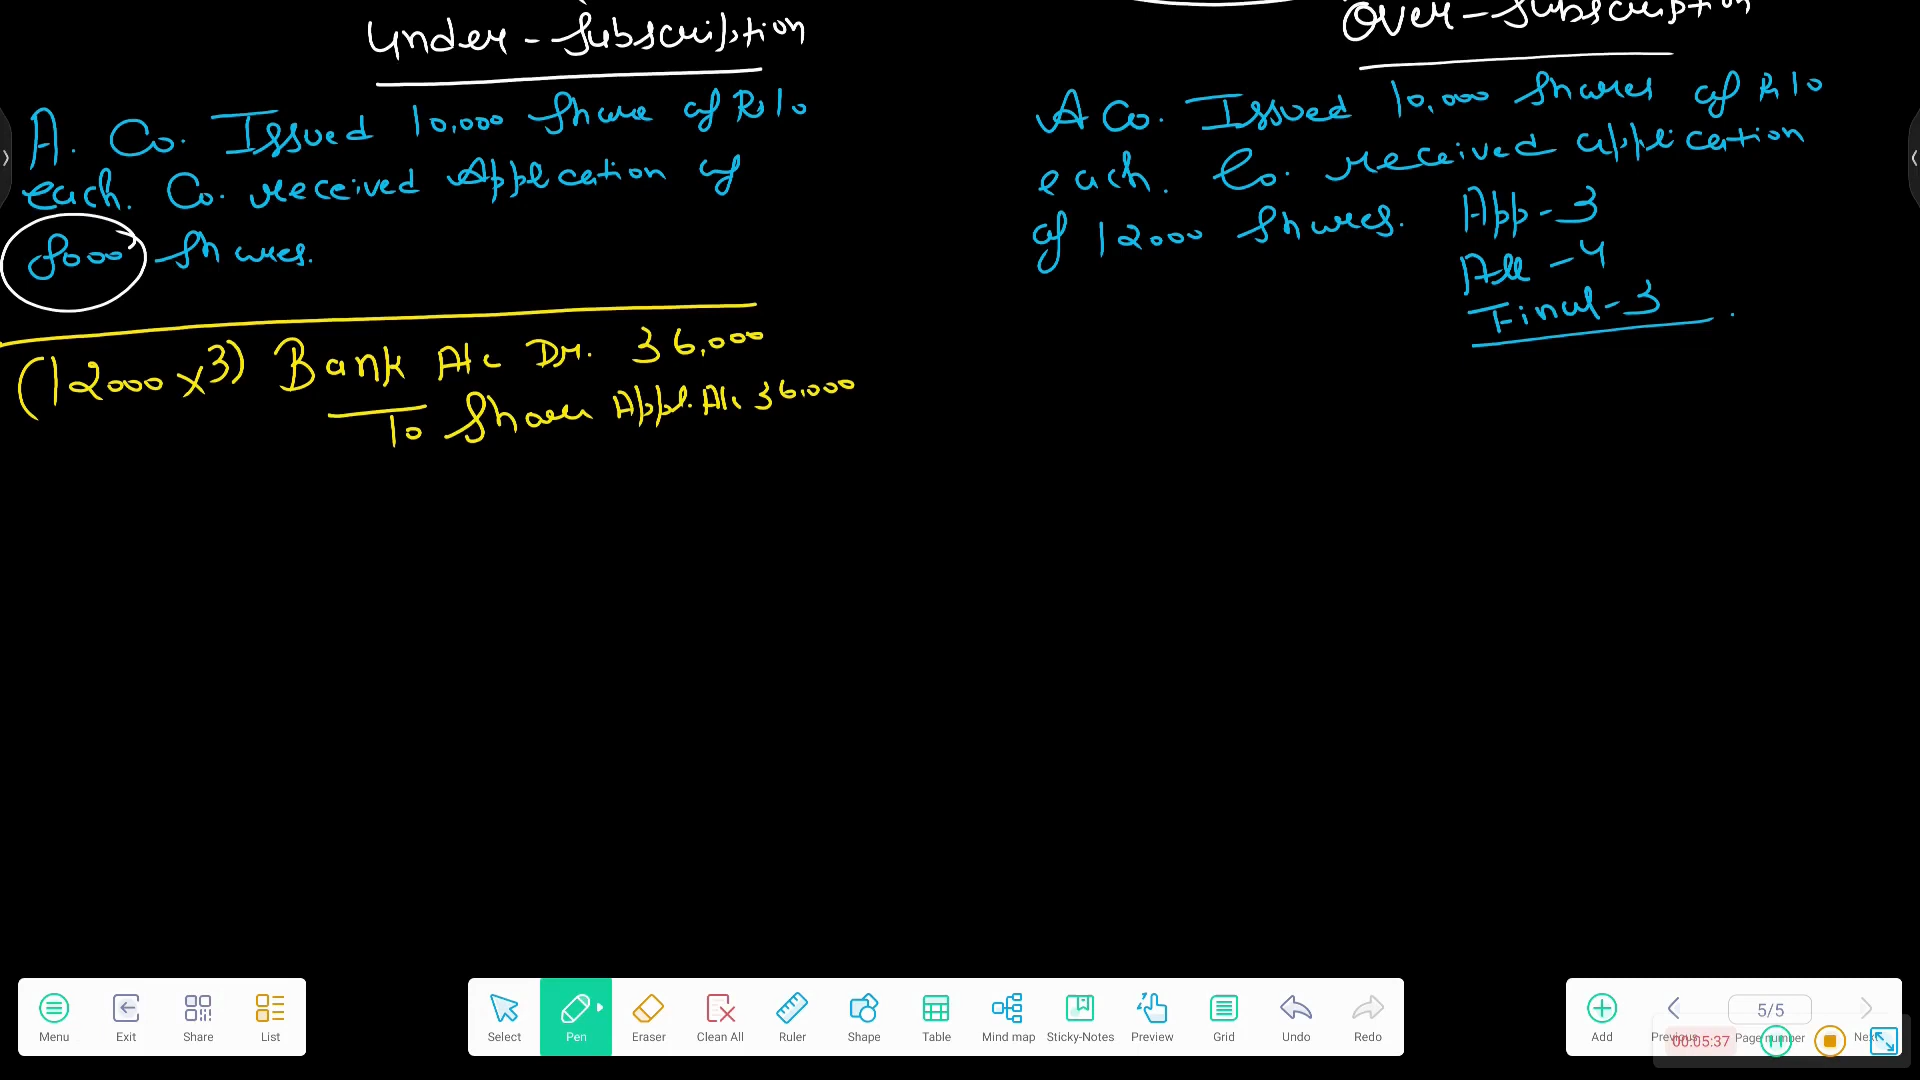 Under-Subscription
A. Co. Issued 10,000 Share of Rs 10
each. Co. received Application of
8000 Shares.
(12000 x 3) Bank A/c Dr. 36,000
To Share Appl. A/c 36,000
Over-Subscription
A Co. Issued 10,000 Shares of Rs 10
each. Co. received application
of 12000 Shares.
App - 3
All - 4
Final - 3
Menu
Exit
Share
List
Select
Pen
Eraser
Clean All
Ruler
Shape
Table
Mind map
Sticky-Notes
Preview
Grid
Undo
Redo
Add
Previous
5/5
Page number
Next
00:05:37